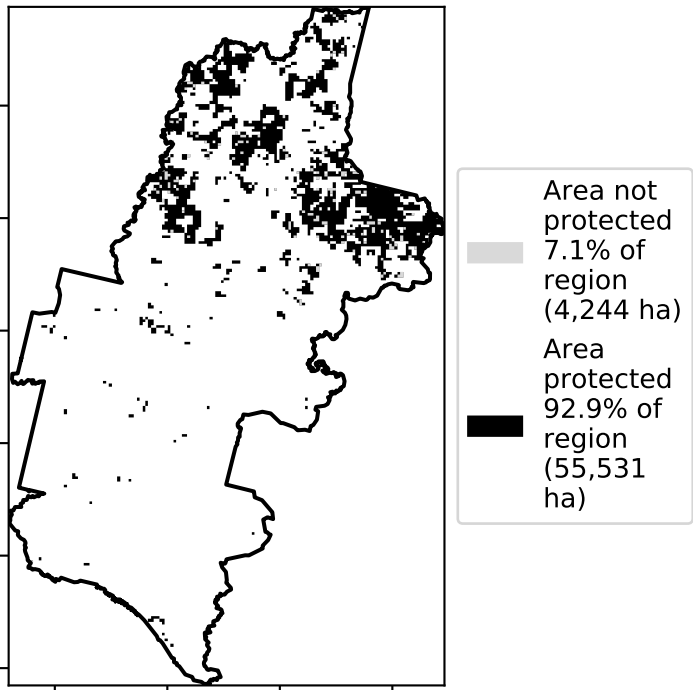 Area not
protected
7.1% of
region
(4,244 ha)
Area
protected
92.9% of
region
(55,531
ha)